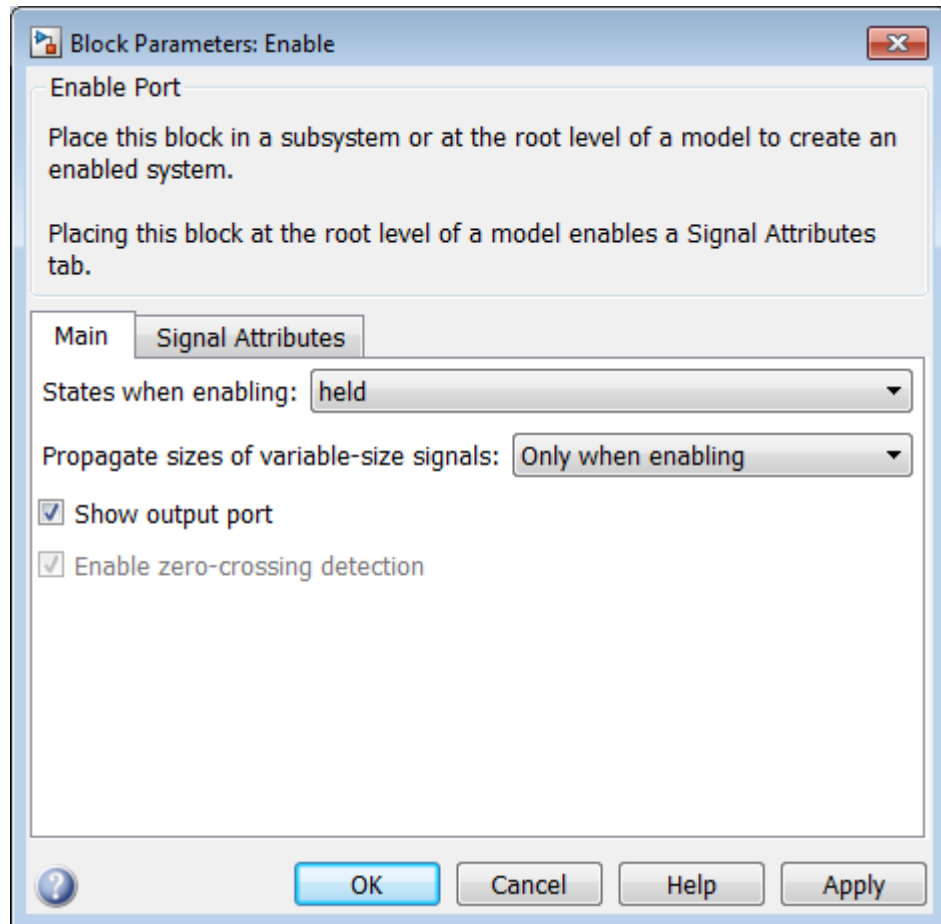 Block Parameters: Enable
Enable Port
Place this block in a subsystem or at the root level of a model to create an
enabled system.
Placing this block at the root level of a model enables a Signal Attributes
tab.
Main
Signal Attributes
States when enabling: held
Propagate sizes of variable-size signals: Only when enabling
Show output port
Enable zero-crossing detection
?
OK
Cancel
Help
Apply